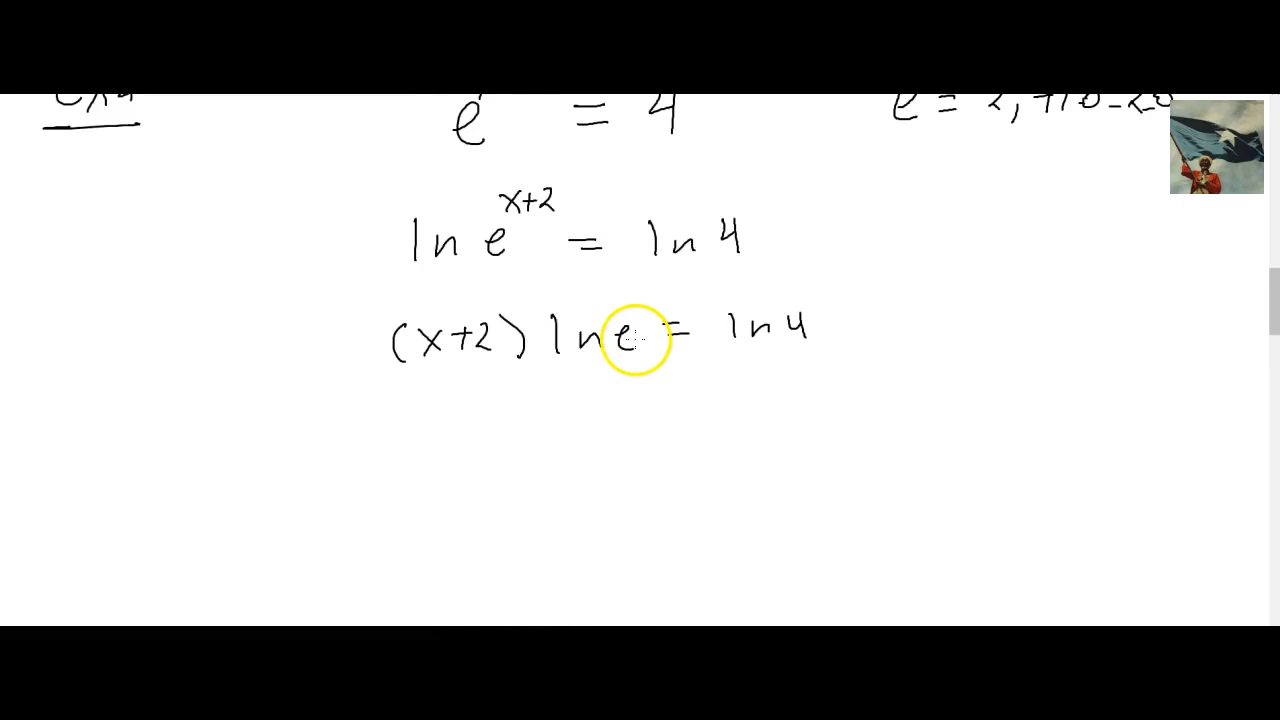 e = 4
ln e^{x+2} = ln 4
(x+2) ln e = ln 4